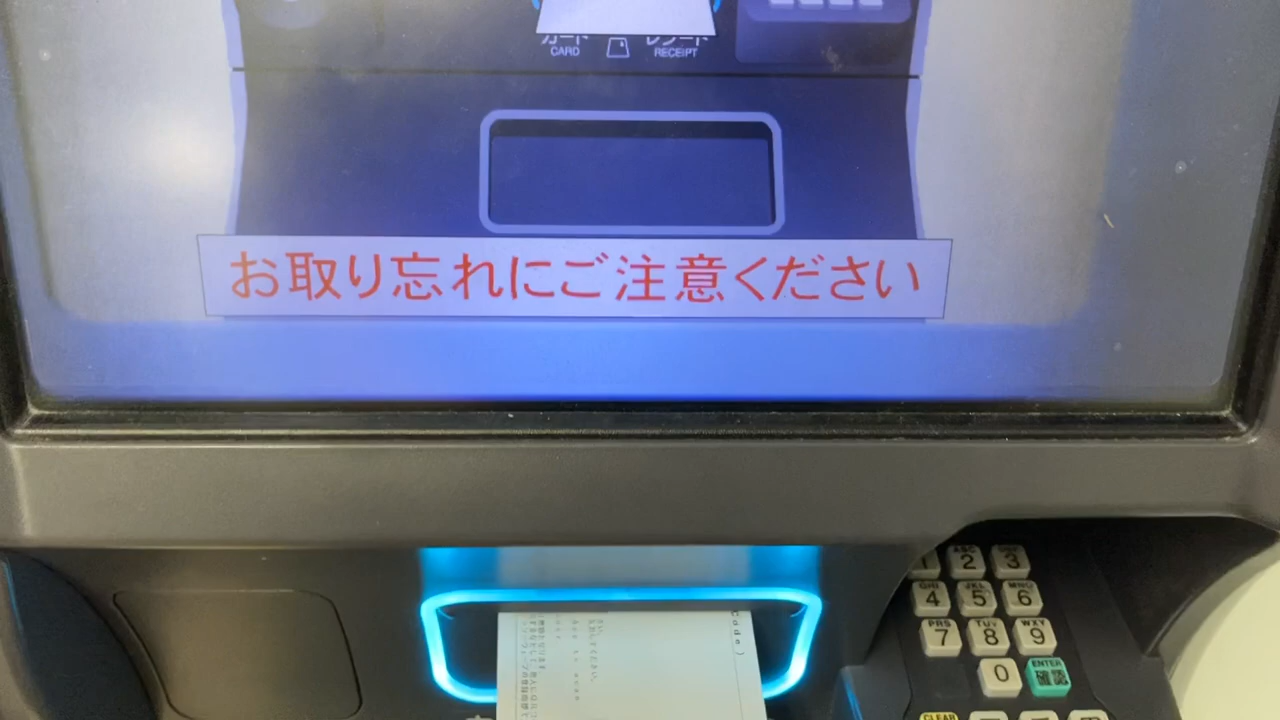 カード レシート
CARD RECEIPT
お取り忘れにご注意ください
1 ABC 2 3
GHI 4 JKL 5 MNO 6
PRS 7 TUV 8 WXY 9
0 ENTER 確認
CLEAR
Code)